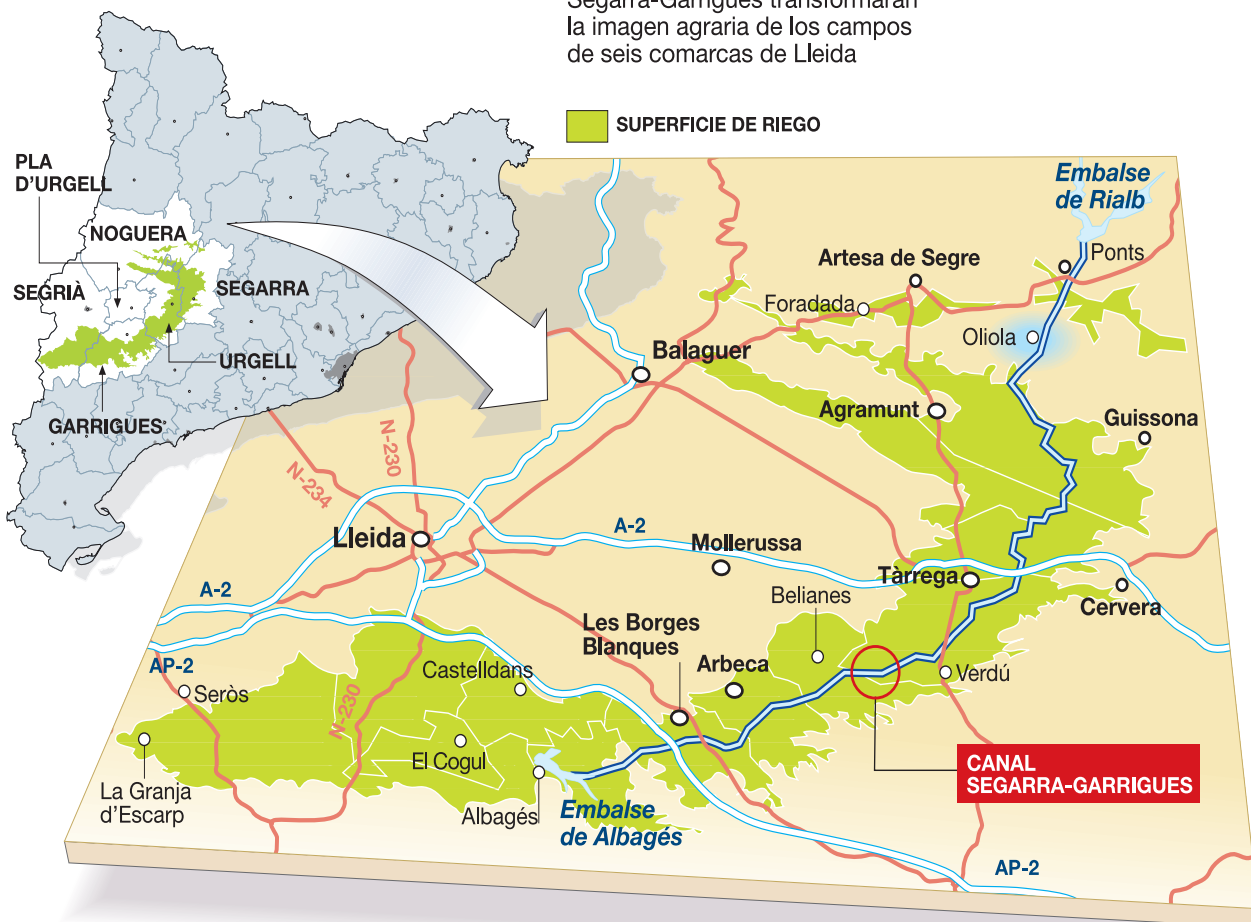 Segarra-Garrigues transformarán
la imagen agraria de los campos
de seis comarcas de Lleida
SUPERFICIE DE RIEGO
PLA
D'URGELL
NOGUERA
SEGRIÀ
SEGARRA
URGELL
GARRIGUES
Embalse
de Rialb
Ponts
Artesa de Segre
Foradada
Oliola
Balaguer
Agramunt
Guissona
N-230
N-234
Lleida
A-2
Mollerussa
Tàrrega
A-2
Belianes
Cervera
Les Borges
Blanques
Arbeca
AP-2
Castelldans
Seròs
Verdú
N-230
El Cogul
La Granja
d'Escarp
Albagés
Embalse
de Albagés
CANAL
SEGARRA-GARRIGUES
AP-2